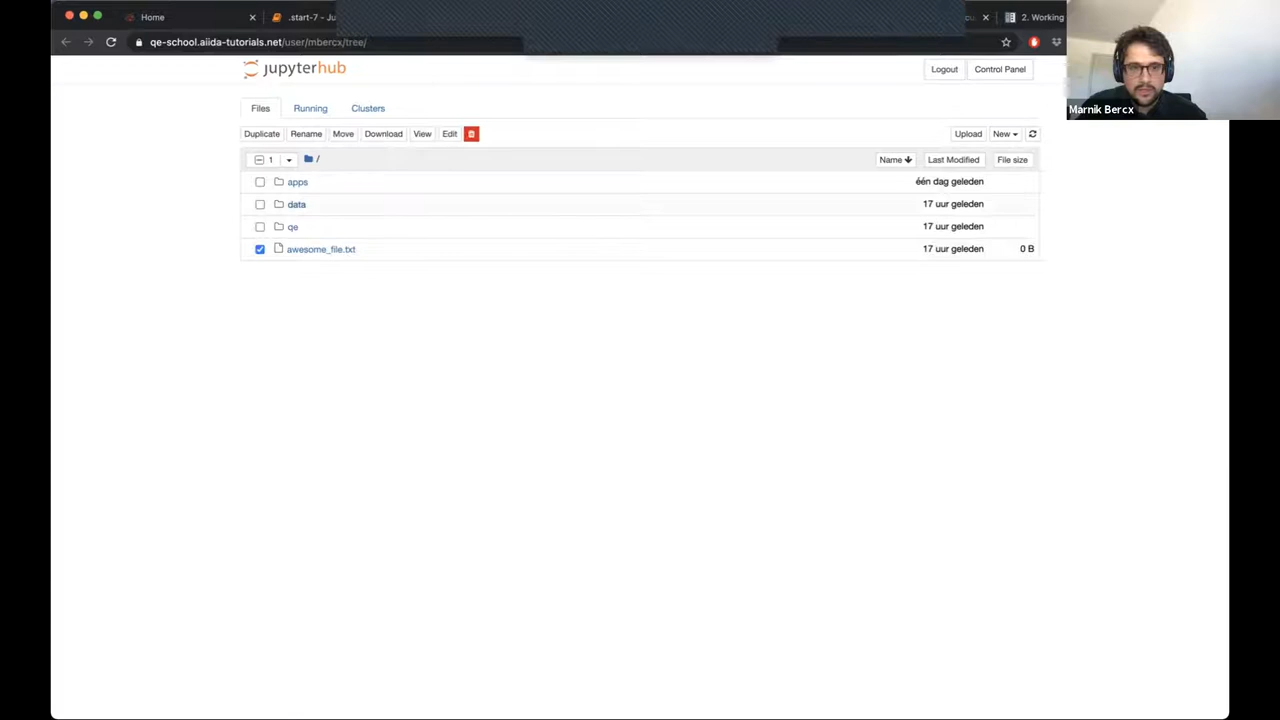 Home
.start-7 - Ju
2. Working
qe-school.aiida-tutorials.net/user/mbercx/tree/
Marnik Bercx
jupyterhub
Logout
Control Panel
Files
Running
Clusters
Duplicate
Rename
Move
Download
View
Edit
Upload
New
1
/
Name
Last Modified
File size
apps
één dag geleden
data
17 uur geleden
qe
17 uur geleden
awesome_file.txt
17 uur geleden
0 B